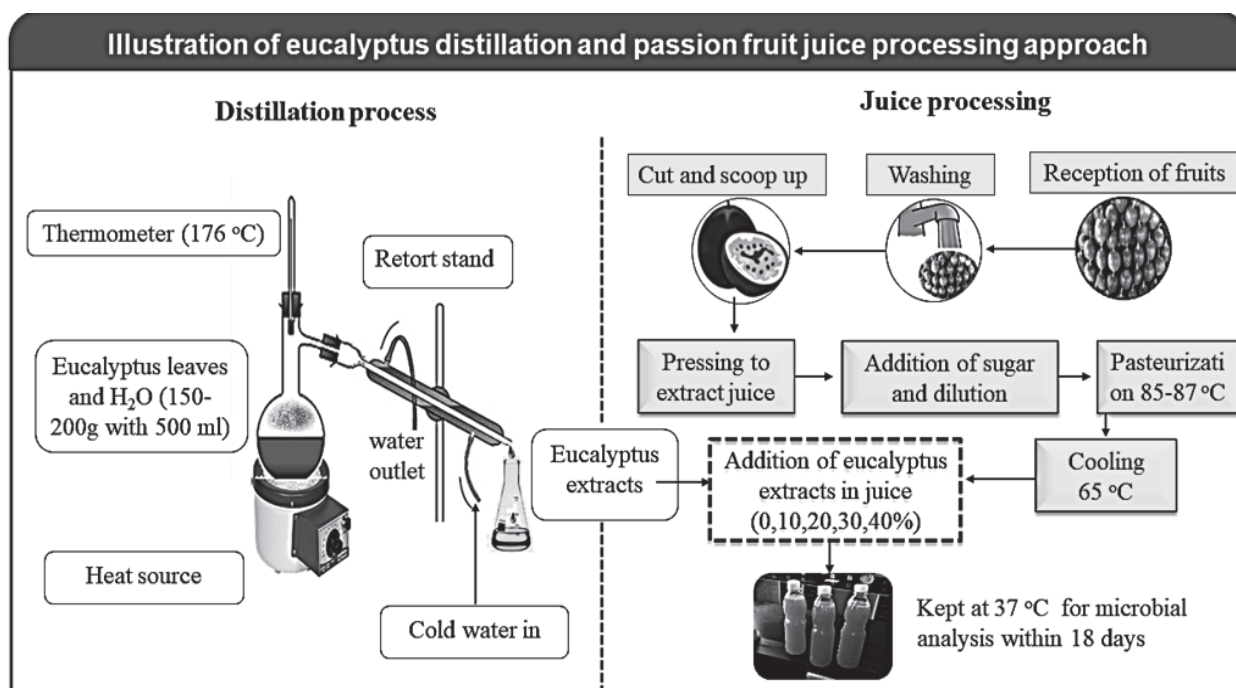 Illustration of eucalyptus distillation and passion fruit juice processing approach
Distillation process
Thermometer (176 °C)
Retort stand
Eucalyptus leaves
and H₂O (150-
200g with 500 ml)
water
outlet
Heat source
Cold water in
Eucalyptus
extracts
Juice processing
Cut and scoop up
Washing
Reception of fruits
Pressing to
extract juice
Addition of sugar
and dilution
Pasteurizati
on 85-87 °C
Cooling
65 °C
Addition of eucalyptus
extracts in juice
(0,10,20,30,40%)
Kept at 37 °C for microbial
analysis within 18 days